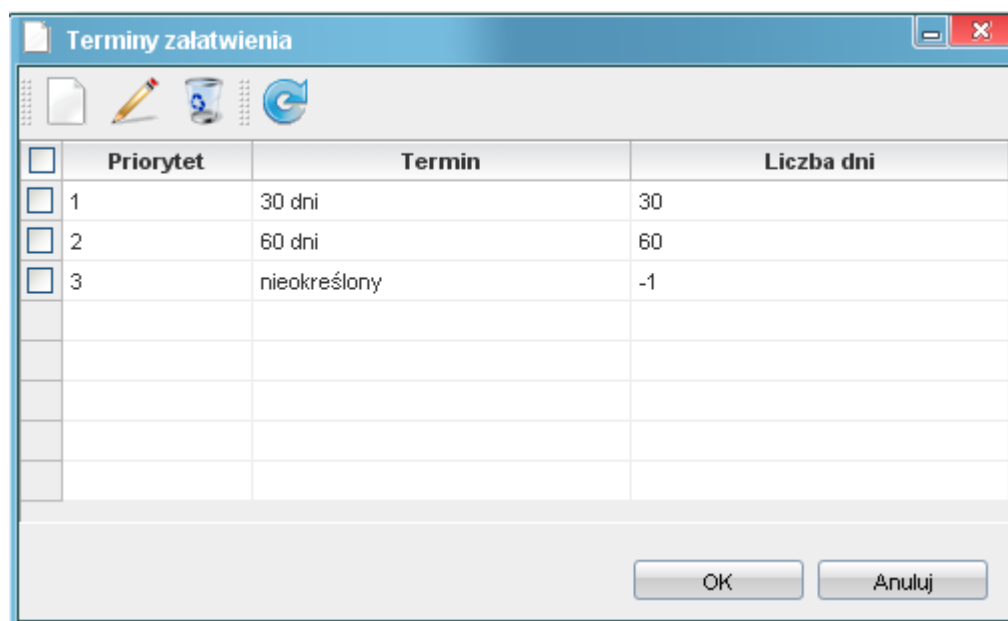 Terminy załatwienia
Priorytet Termin Liczba dni
1 30 dni 30
2 60 dni 60
3 nieokreślony -1
OK Anuluj